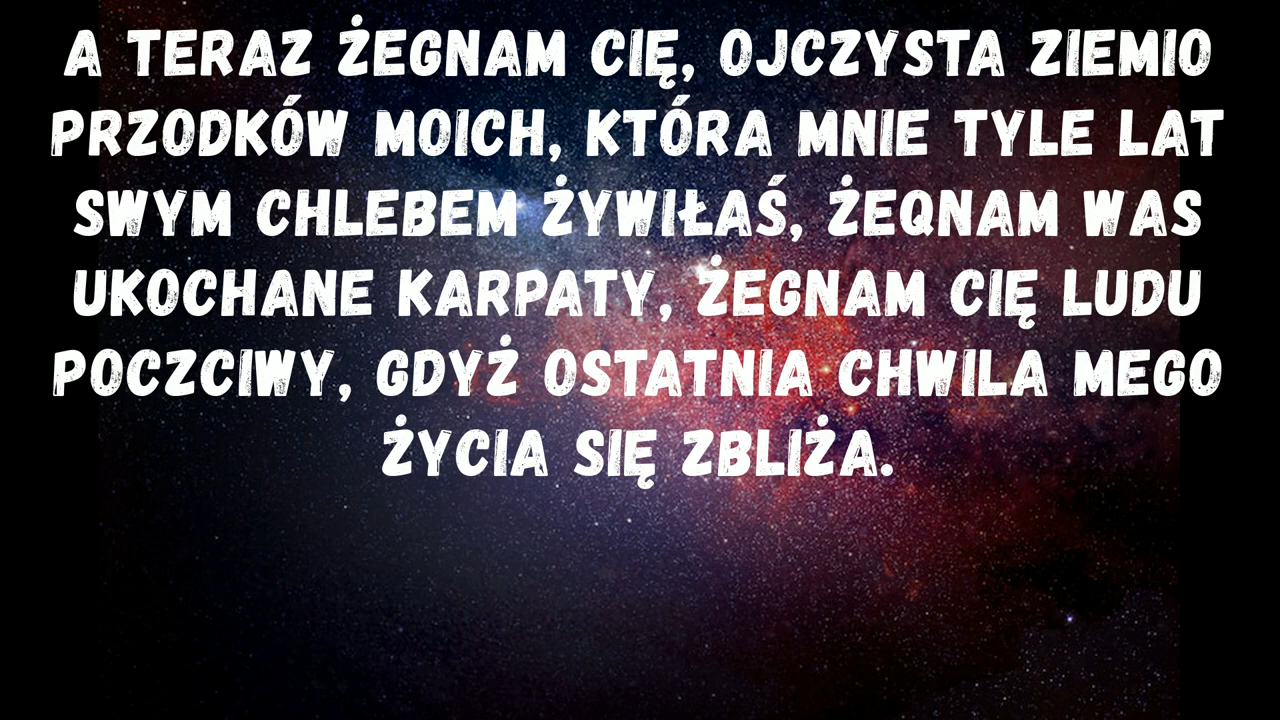 A TERAZ ŻEGNAM CIĘ, OJCZYSTA ZIEMIO
PRZODKÓW MOICH, KTÓRA MNIE TYLE LAT
SWYM CHLEBEM ŻYWIŁAŚ, ŻEQNAM WAS
UKOCHANE KARPATY, ŻEGNAM CIĘ LUDU
POCZCIWY, GDYŻ OSTATNIA CHWILA MEGO
ŻYCIA SIĘ ZBLIŻA.